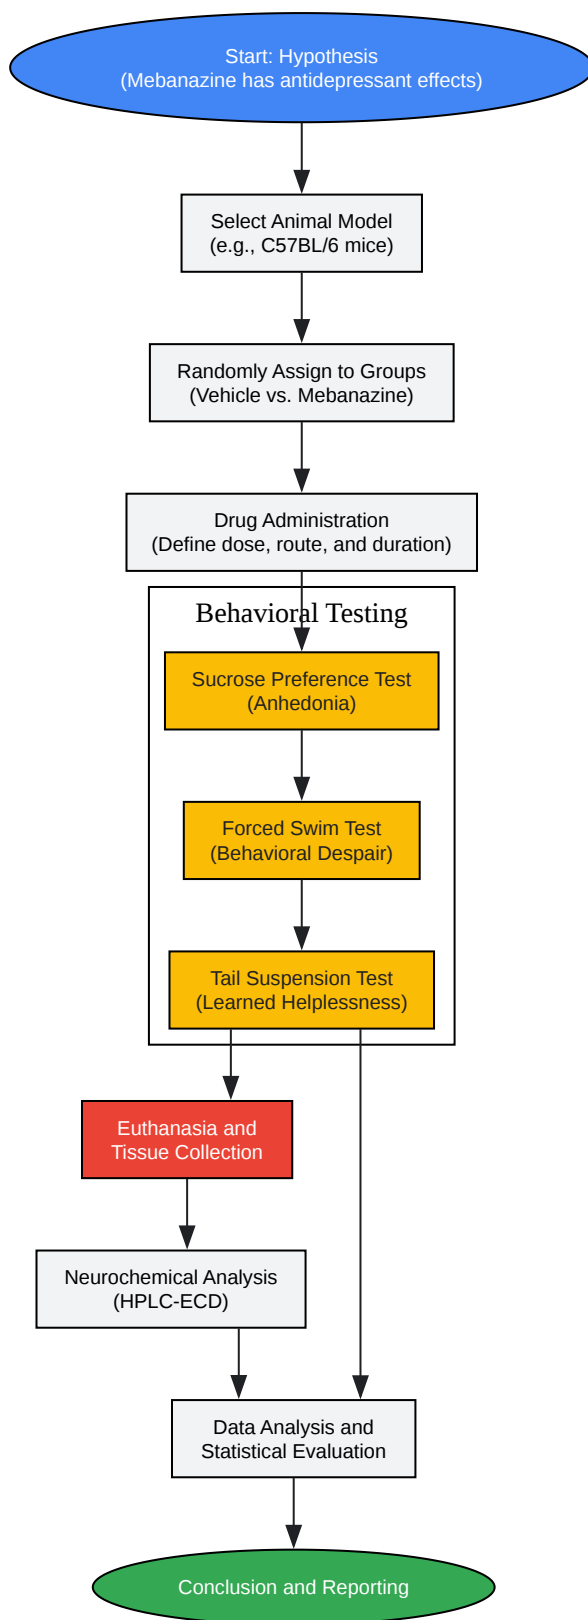 Start: Hypothesis
(Mebanazine has antidepressant effects)
Select Animal Model
(e.g., C57BL/6 mice)
Randomly Assign to Groups
(Vehicle vs. Mebanazine)
Drug Administration
(Define dose, route, and duration)
Behavioral Testing
Sucrose Preference Test
(Anhedonia)
Forced Swim Test
(Behavioral Despair)
Tail Suspension Test
(Learned Helplessness)
Euthanasia and
Tissue Collection
Neurochemical Analysis
(HPLC-ECD)
Data Analysis and
Statistical Evaluation
Conclusion and Reporting